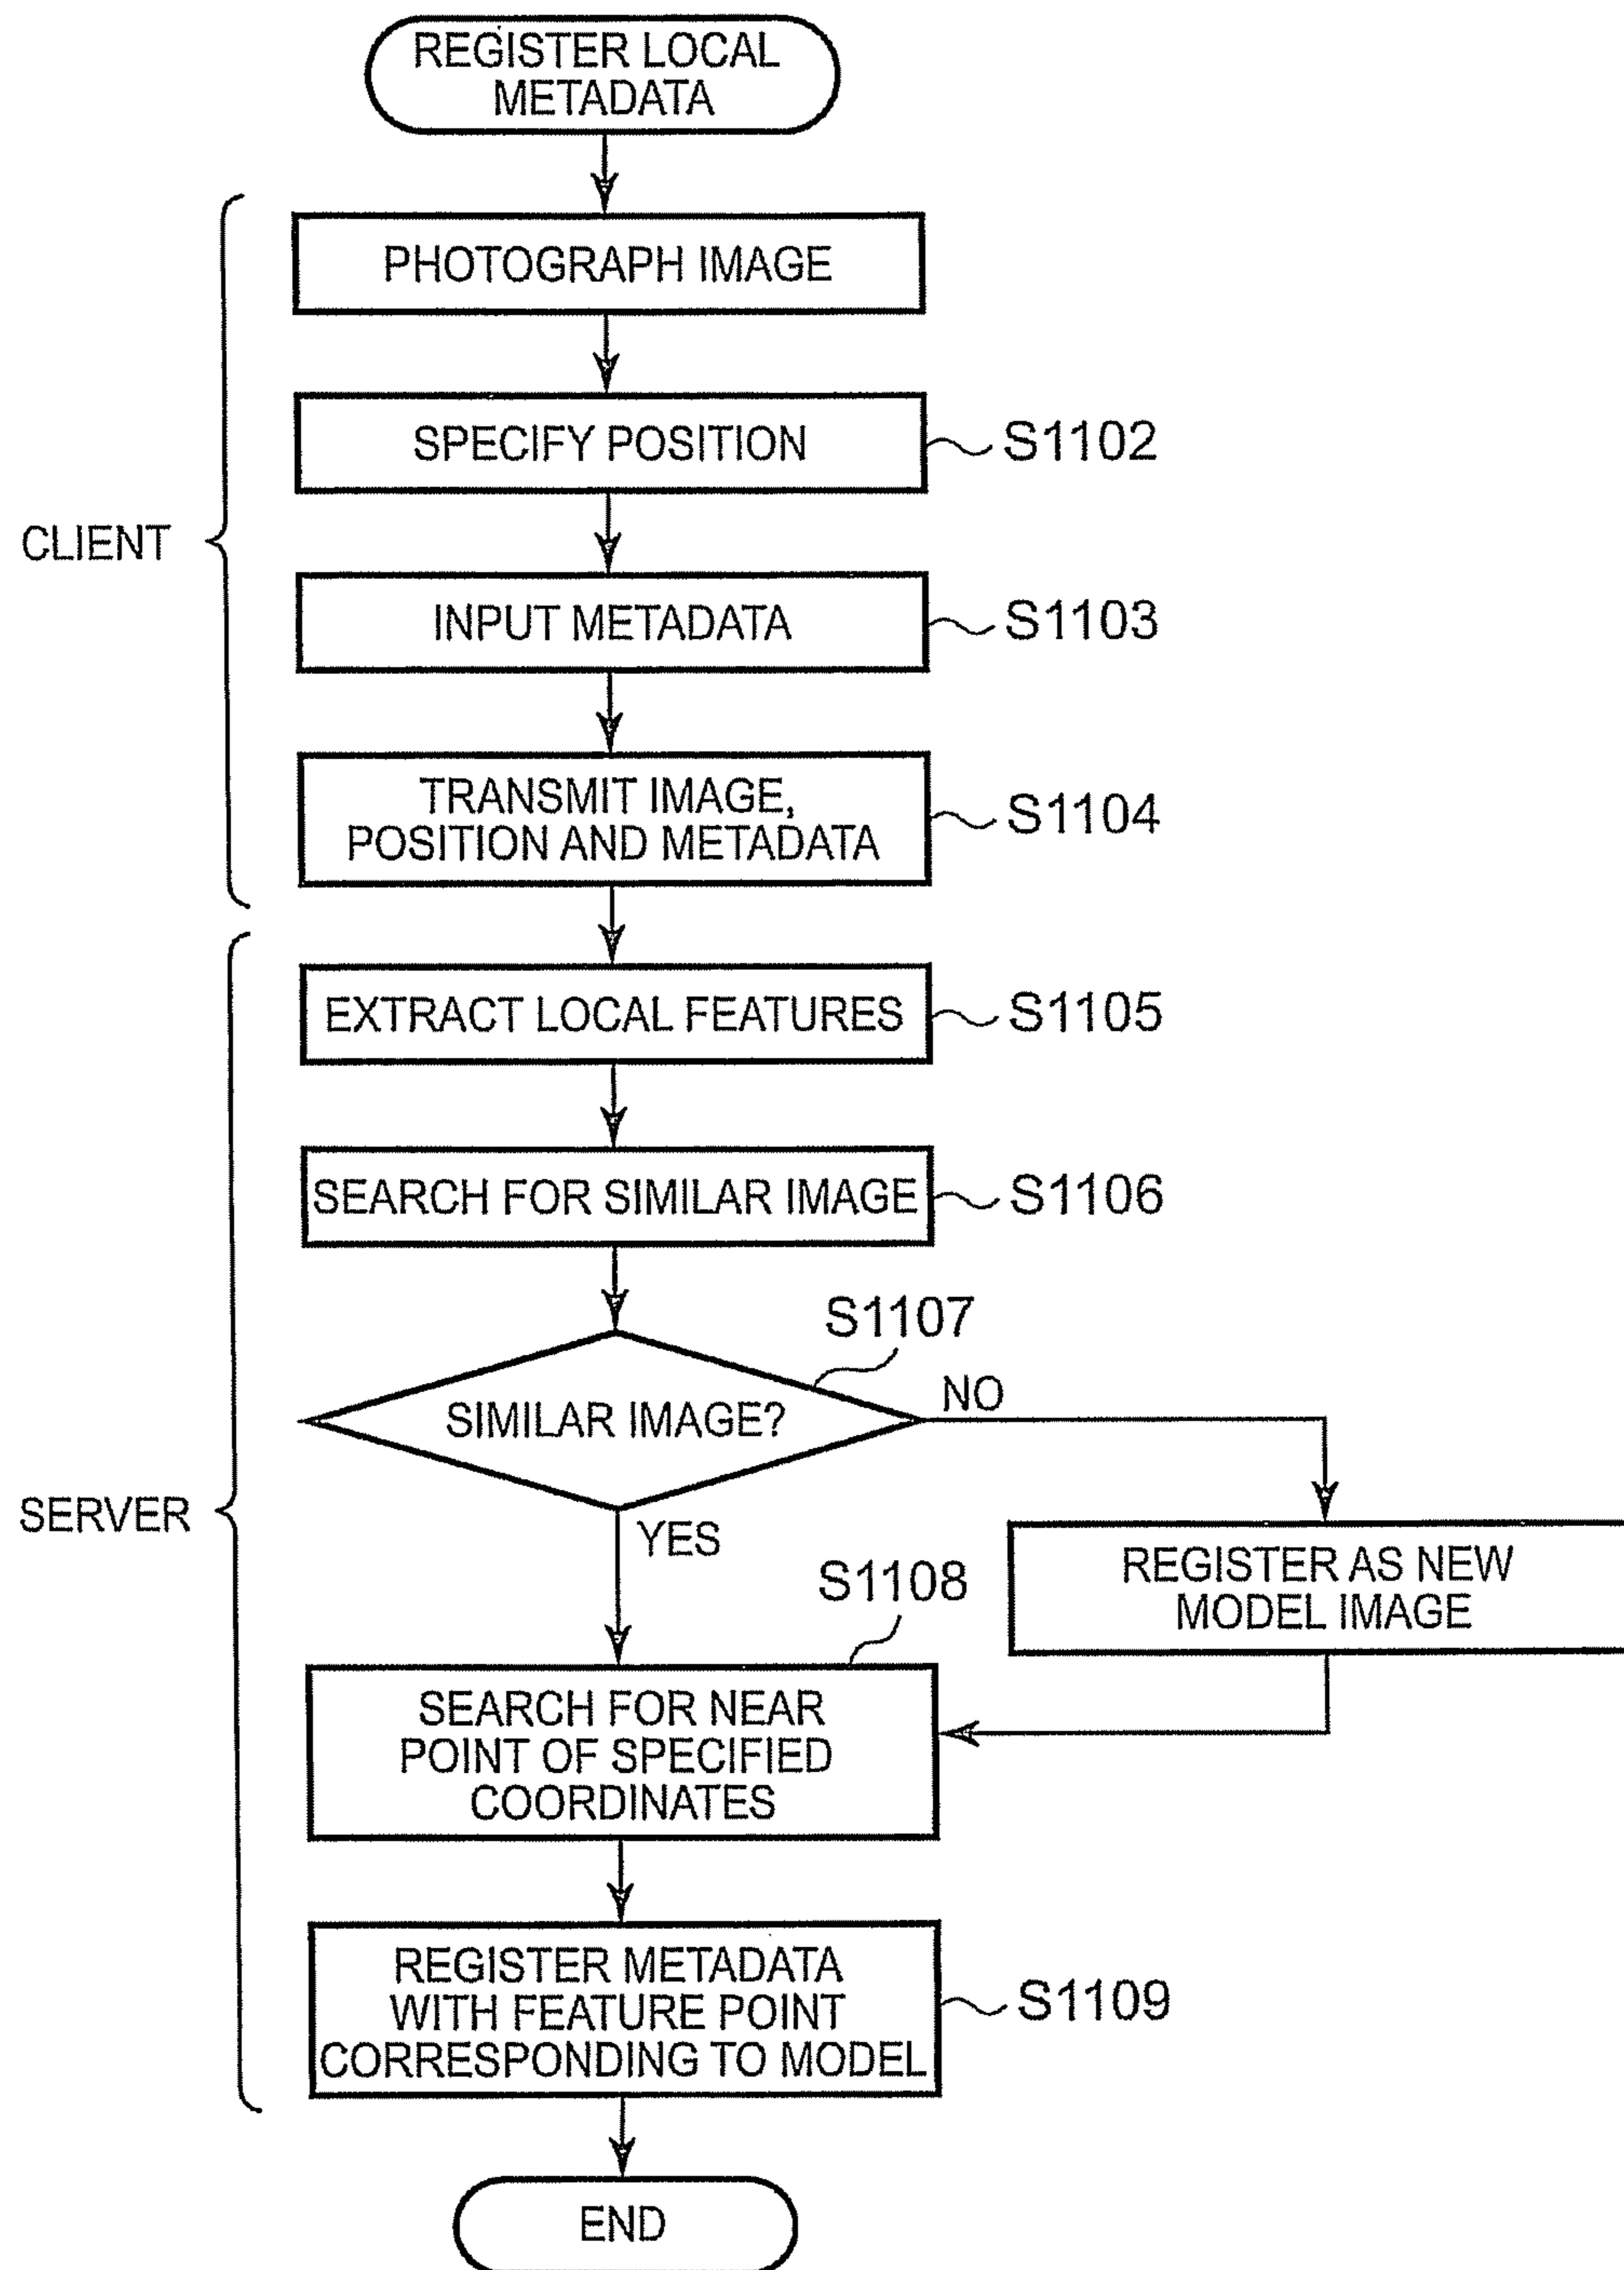 REGISTER LOCAL
METADATA
PHOTOGRAPH IMAGE
SPECIFY POSITION
S1102
CLIENT
INPUT METADATA
S1103
TRANSMIT IMAGE,
POSITION AND METADATA
S1104
EXTRACT LOCAL FEATURES
S1105
SEARCH FOR SIMILAR IMAGE
S1106
S1107
SIMILAR IMAGE?
NO
SERVER
YES
REGISTER AS NEW
MODEL IMAGE
S1108
SEARCH FOR NEAR
POINT OF SPECIFIED
COORDINATES
REGISTER METADATA
WITH FEATURE POINT
CORRESPONDING TO MODEL
S1109
END